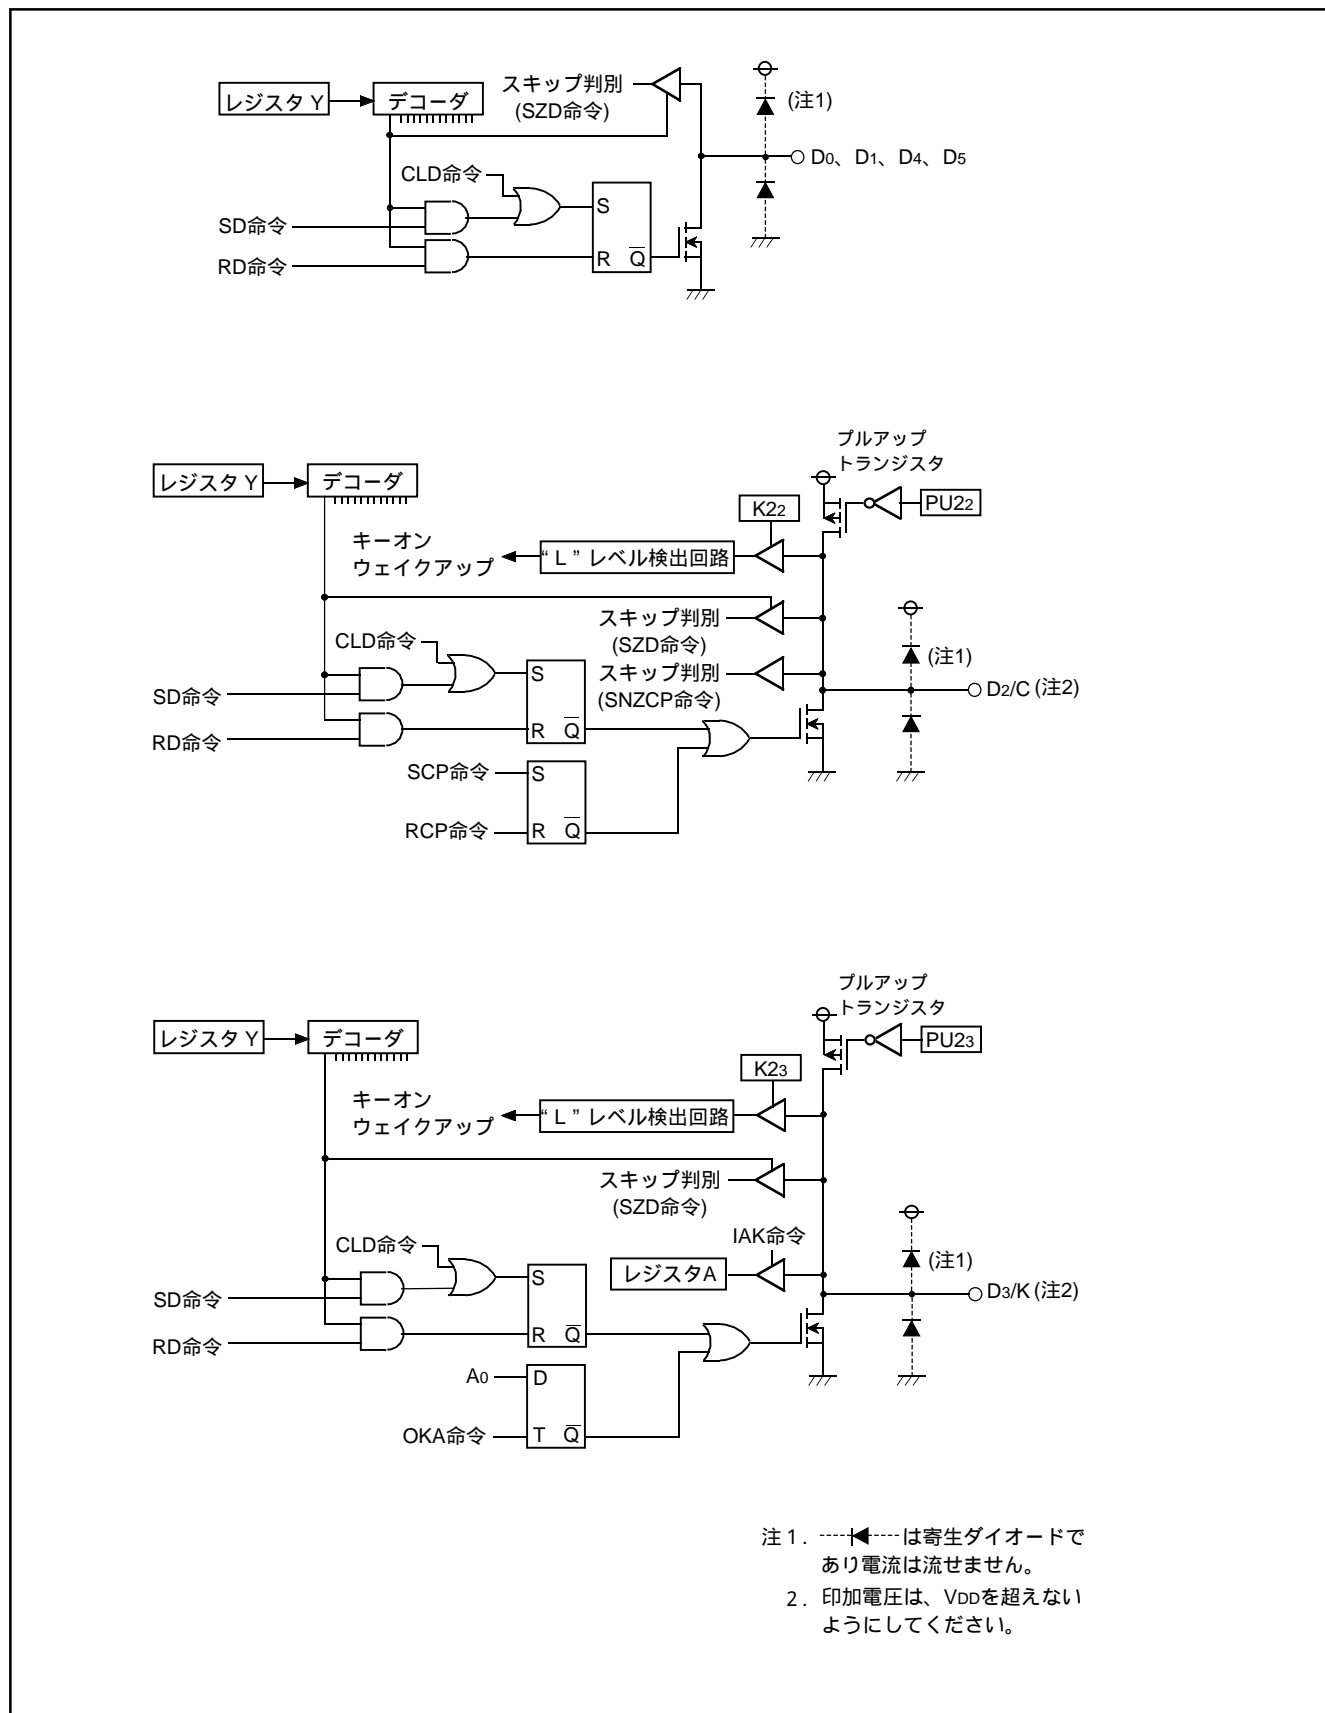 レジスタ Y
デコーダ
スキップ判別
(SZD命令)
(注1)
D0、D1、D4、D5
CLD命令
SD命令
RD命令
S
R
Q
プルアップ
トランジスタ
レジスタ Y
デコーダ
K22
PU22
キーオン
ウェイクアップ
“ L ” レベル検出回路
スキップ判別
(SZD命令)
CLD命令
スキップ判別
(SNZCP命令)
(注1)
SD命令
RD命令
S
R
Q
D2/C (注2)
SCP命令
RCP命令
S
R
Q
プルアップ
トランジスタ
レジスタ Y
デコーダ
K23
PU23
キーオン
ウェイクアップ
“ L ” レベル検出回路
スキップ判別
(SZD命令)
CLD命令
IAK命令
レジスタA
(注1)
SD命令
RD命令
S
R
Q
D3/K (注2)
A0
OKA命令
D
T
Q
注 1 . は寄生ダイオードで
あり電流は流せません。
2 . 印加電圧は、VDDを超えない
ようにしてください。